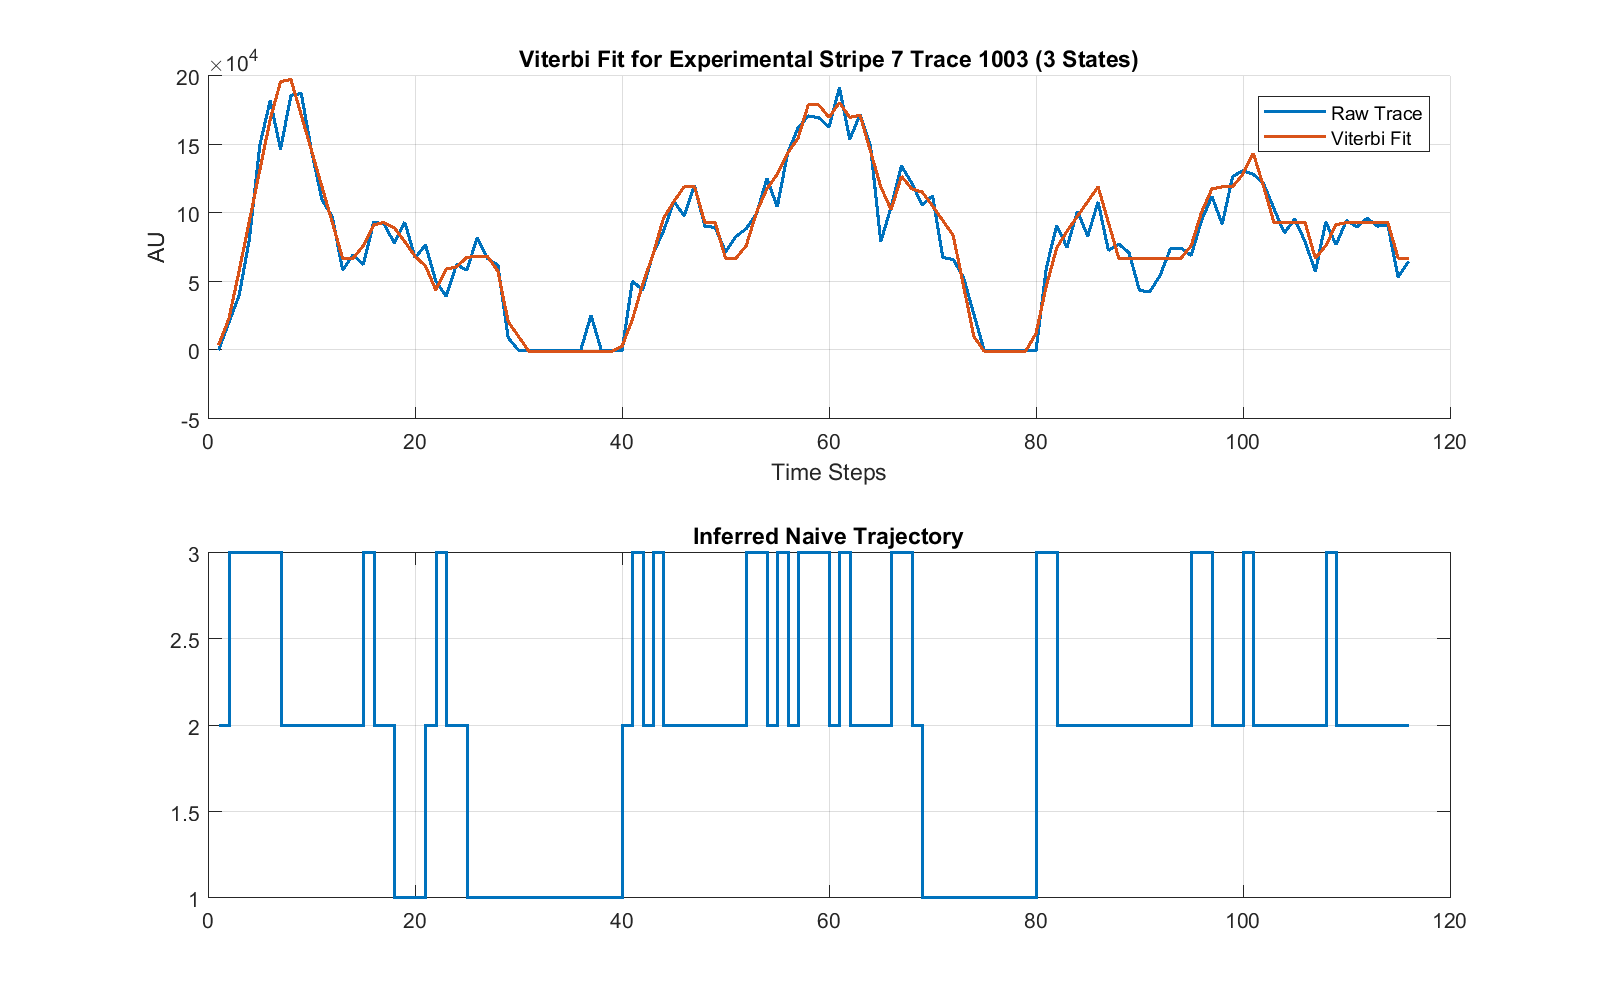 Viterbi Fit for Experimental Stripe 7 Trace 1003 (3 States)
×10⁴
20
15
10
5
0
-5
AU
Raw Trace
Viterbi Fit
0 20 40 60 80 100 120
Time Steps
Inferred Naive Trajectory
3
2.5
2
1.5
1
0 20 40 60 80 100 120